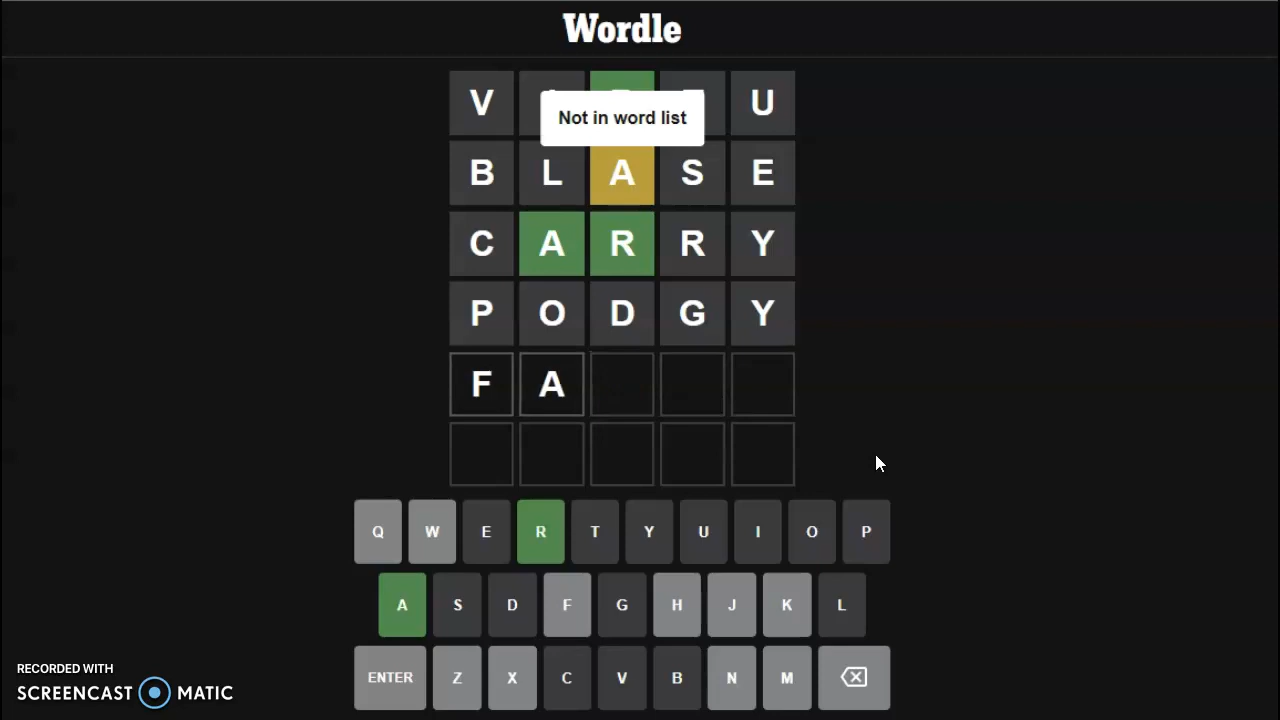 Wordle
V U
Not in word list
B L A S E
C A R R Y
P O D G Y
F A
Q W E R T Y U I O P
A S D F G H J K L
ENTER Z X C V B N M
RECORDED WITH
SCREENCAST MATIC